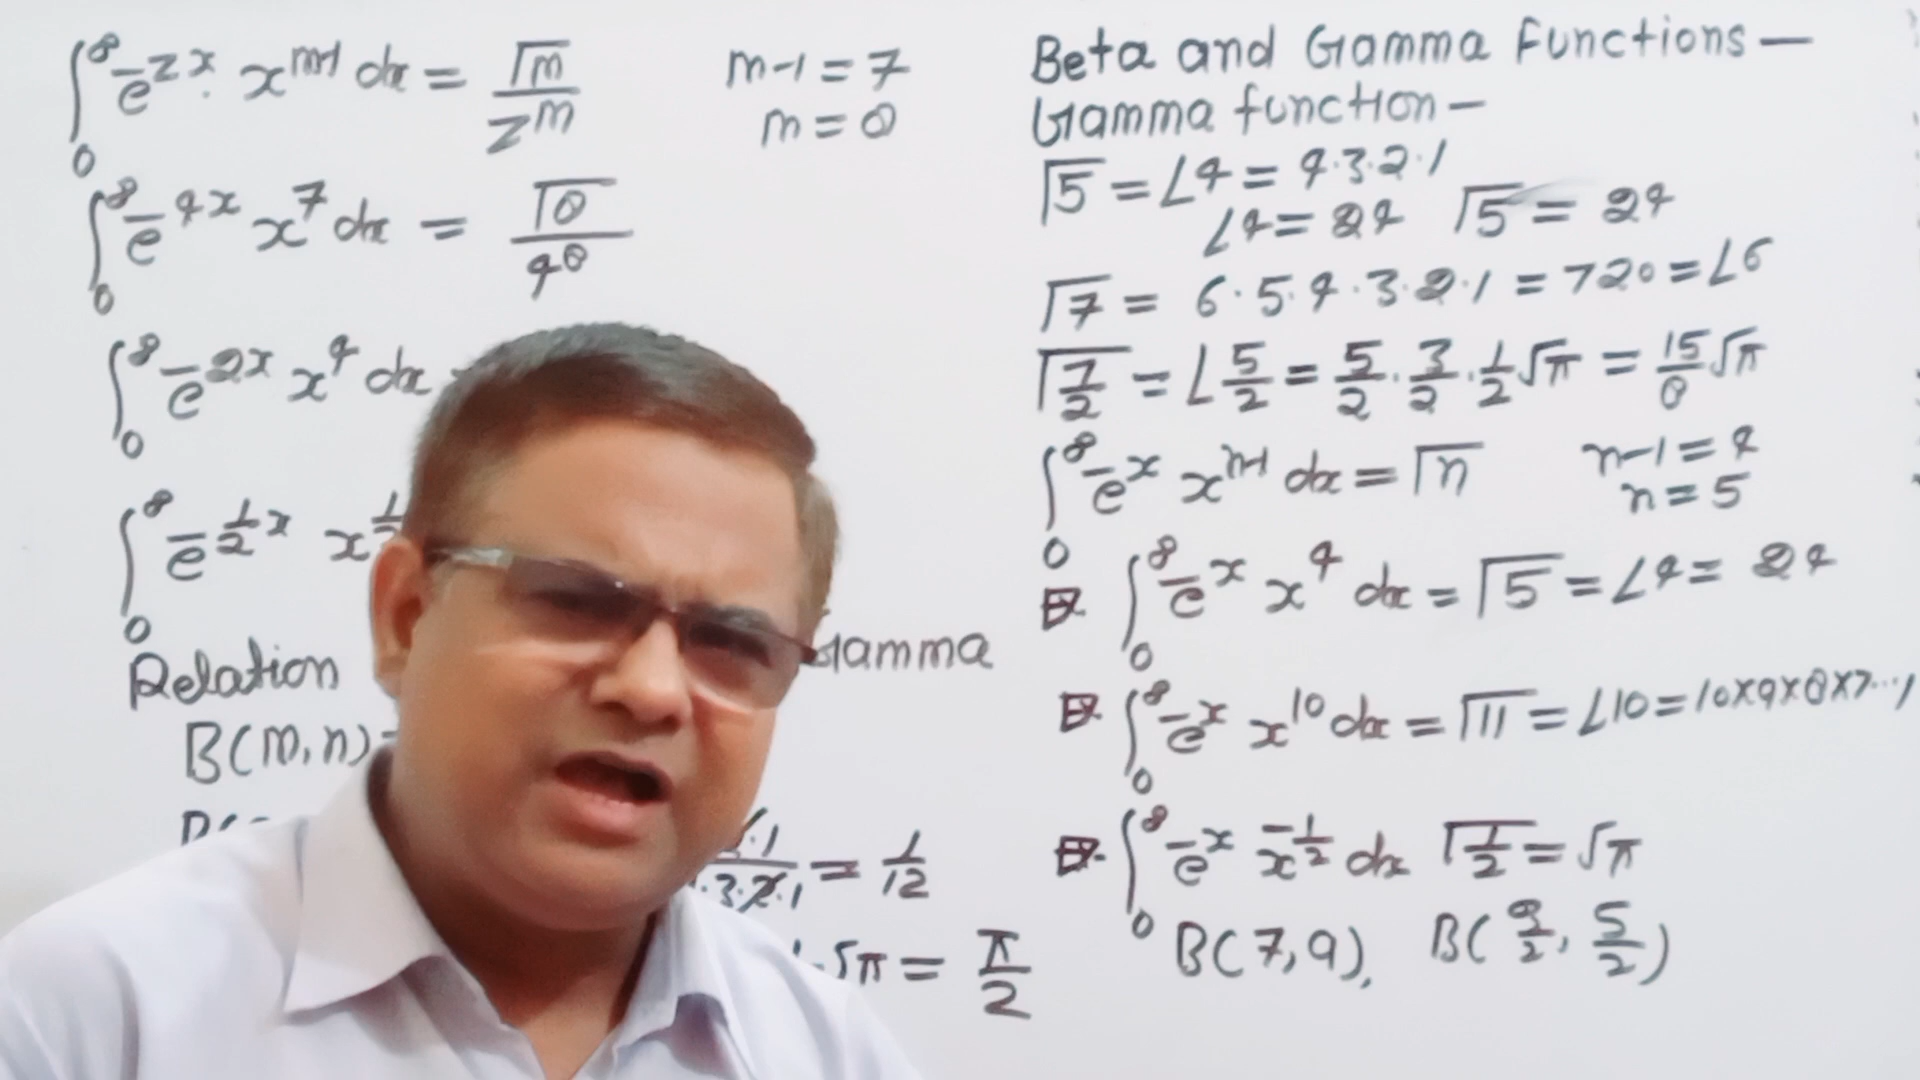 ∫₀^∞ e^-zx . x^m-1 dx = Γm / z^m
m-1 = 7
m = 8
∫₀^∞ e^-4x x^7 dx = Γ8 / 4^8
∫₀^∞ e^-2x x^4 dx
∫₀^∞ e^-1/2 x x^1/
Relation
Gamma
B(m,n) =
= 1/12
= π/2
Beta and Gamma Functions –
Gamma function –
Γ5 = ∠4 = 4.3.2.1
∠4 = 24 Γ5 = 24
Γ7 = 6.5.4.3.2.1 = 720 = ∠6
Γ7/2 = ∠5/2 = 5/2 . 3/2 . 1/2 √π = 15/8 √π
∫₀^∞ e^-x x^n-1 dx = Γn
n-1 = 4
n = 5
Ex ∫₀^∞ e^-x x^4 dx = Γ5 = ∠4 = 24
Ex ∫₀^∞ e^-x x^10 dx = Γ11 = ∠10 = 10x9x8x7...1
Ex. ∫₀^∞ e^-x x^-1/2 dx Γ1/2 = √π
B(7,9), B(9/2, 5/2)